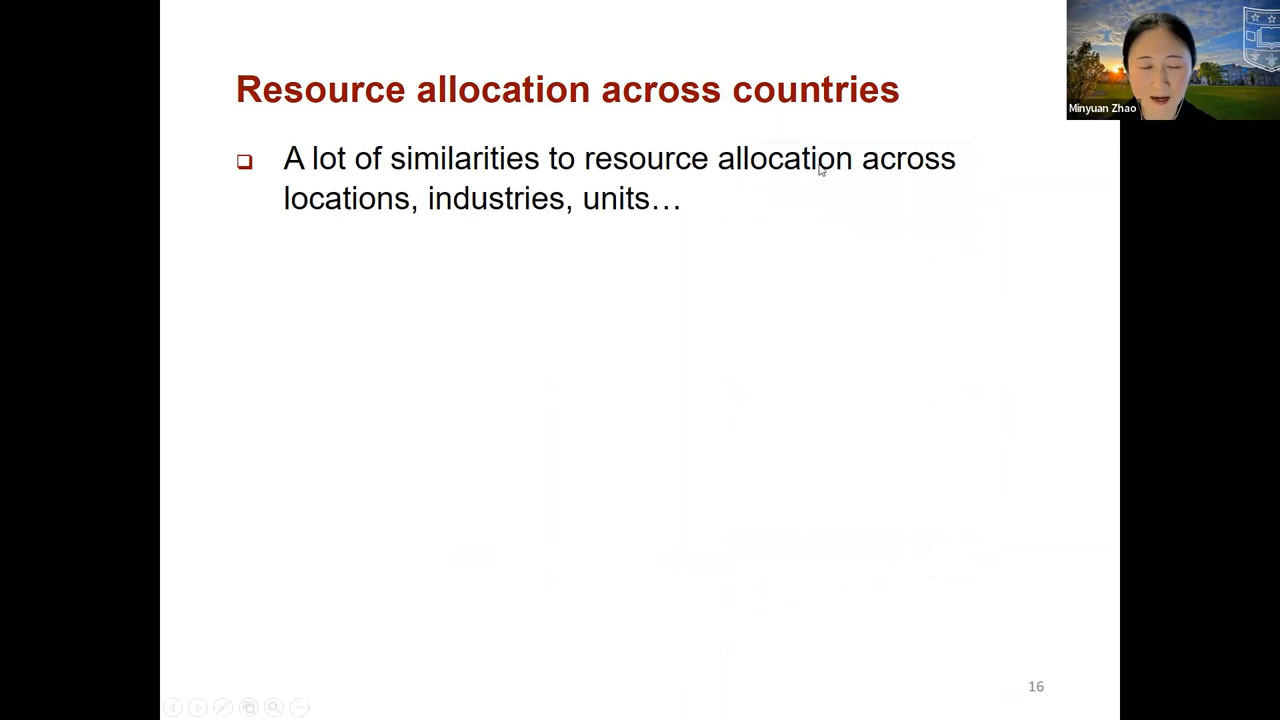 Resource allocation across countries
❑ A lot of similarities to resource allocation across
locations, industries, units…
Minyuan Zhao
16